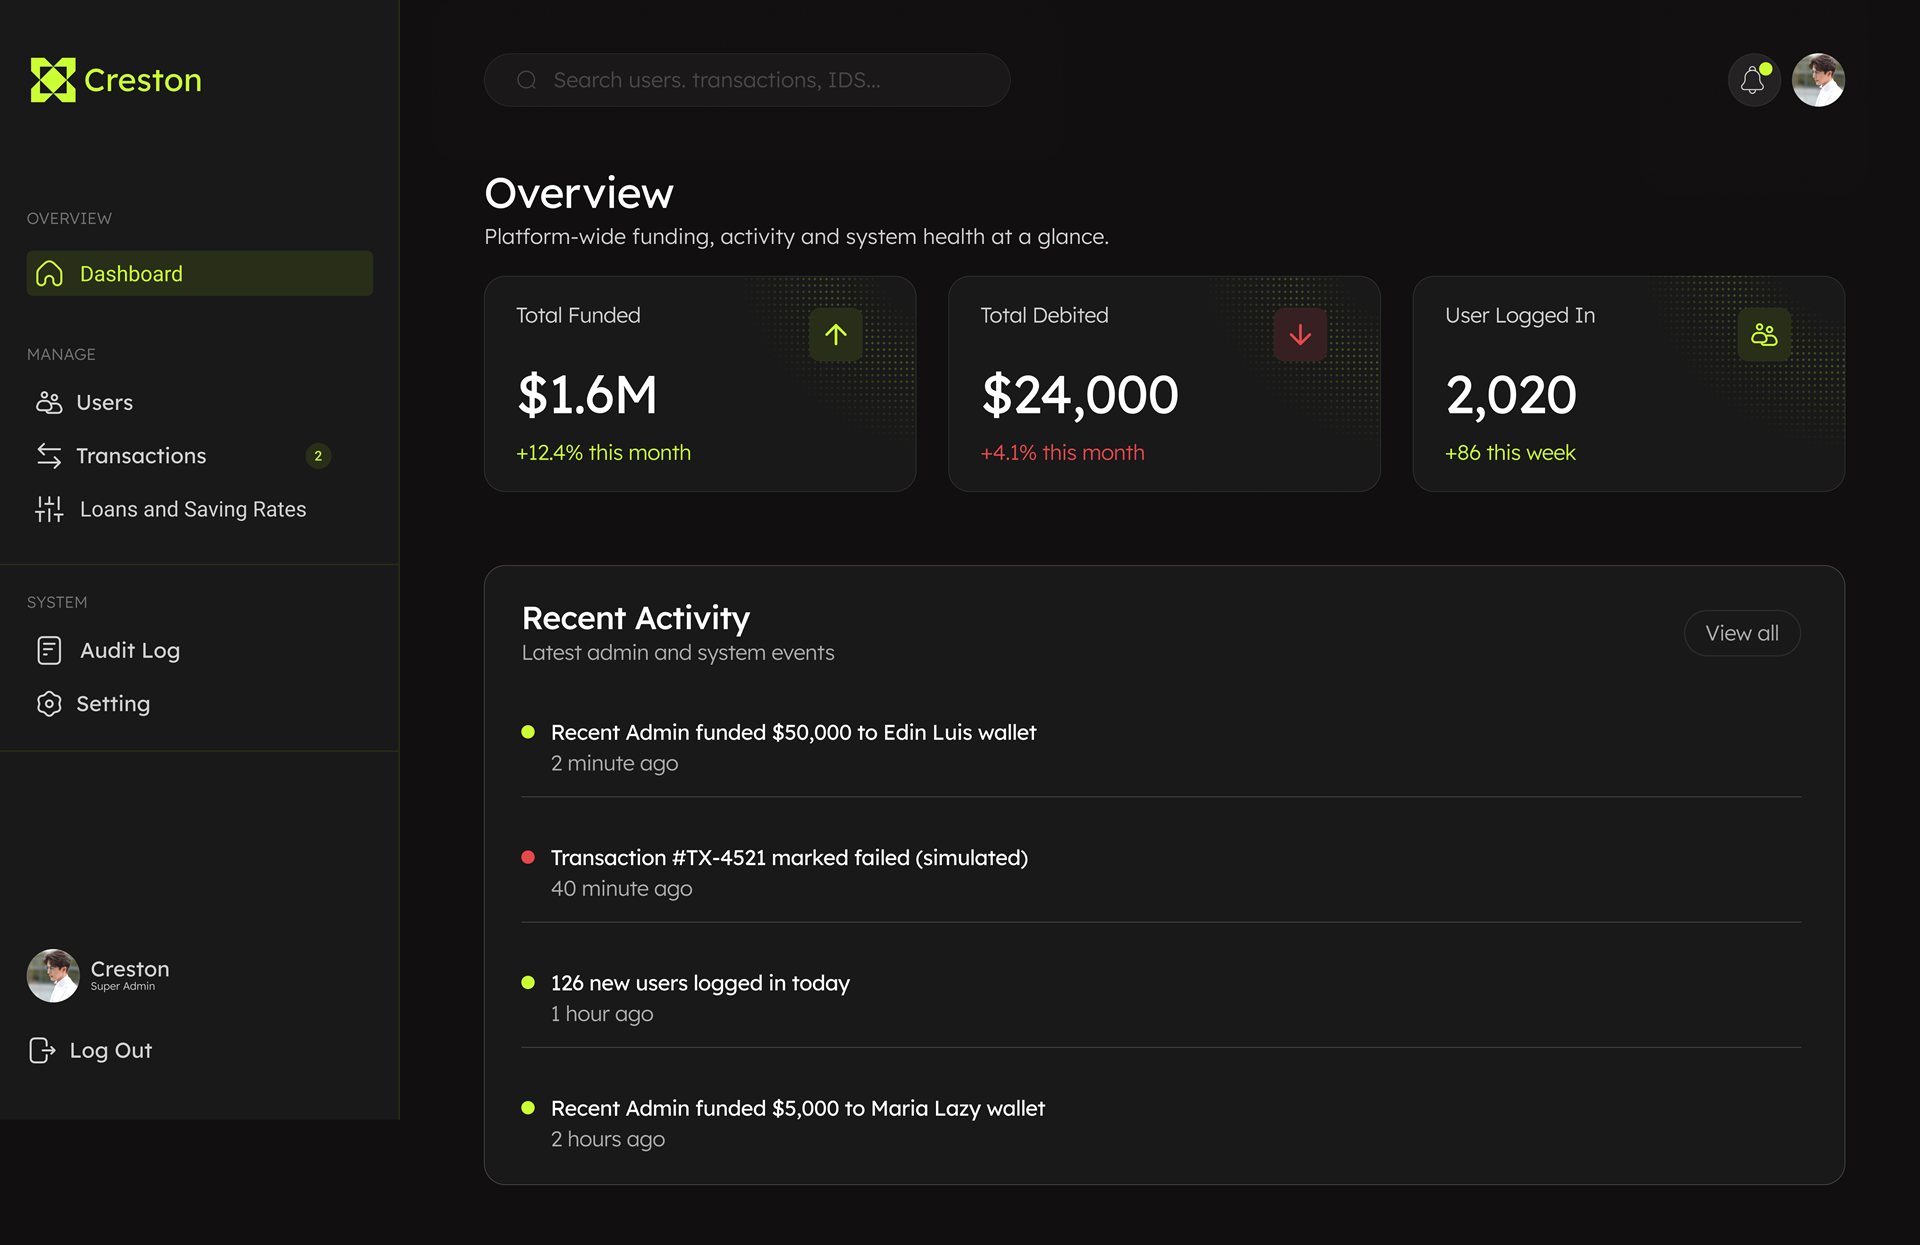 Creston
OVERVIEW
Dashboard
MANAGE
Users
Transactions 2
Loans and Saving Rates
SYSTEM
Audit Log
Setting
Creston
Super Admin
Log Out
Search users. transactions, IDS...
Overview
Platform-wide funding, activity and system health at a glance.
Total Funded
$1.6M
+12.4% this month
Total Debited
$24,000
+4.1% this month
User Logged In
2,020
+86 this week
Recent Activity
Latest admin and system events
View all
Recent Admin funded $50,000 to Edin Luis wallet
2 minute ago
Transaction #TX-4521 marked failed (simulated)
40 minute ago
126 new users logged in today
1 hour ago
Recent Admin funded $5,000 to Maria Lazy wallet
2 hours ago